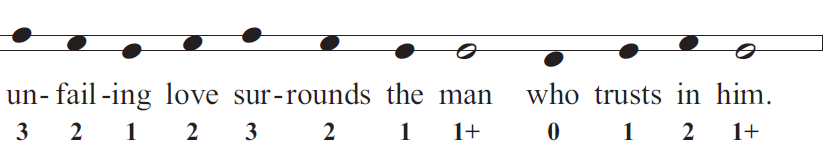 un- fail -ing love sur - rounds the man who trusts in him.
3 2 1 2 3 2 1 1+ 0 1 2 1+